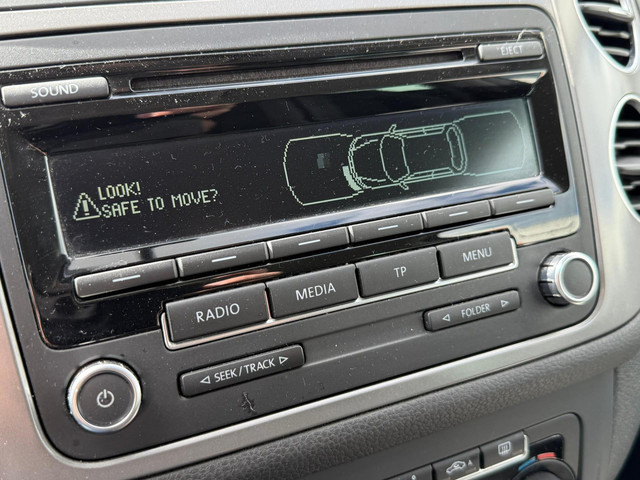 EJECT
SOUND
LOOK!
SAFE TO MOVE?
RADIO
MEDIA
TP
MENU
◁ SEEK / TRACK ▷
◁ FOLDER ▷